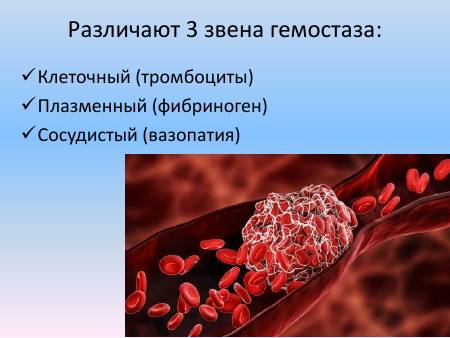 Различают 3 звена гемостаза:
✓Клеточный (тромбоциты)
✓Плазменный (фибриноген)
✓Сосудистый (вазопатия)